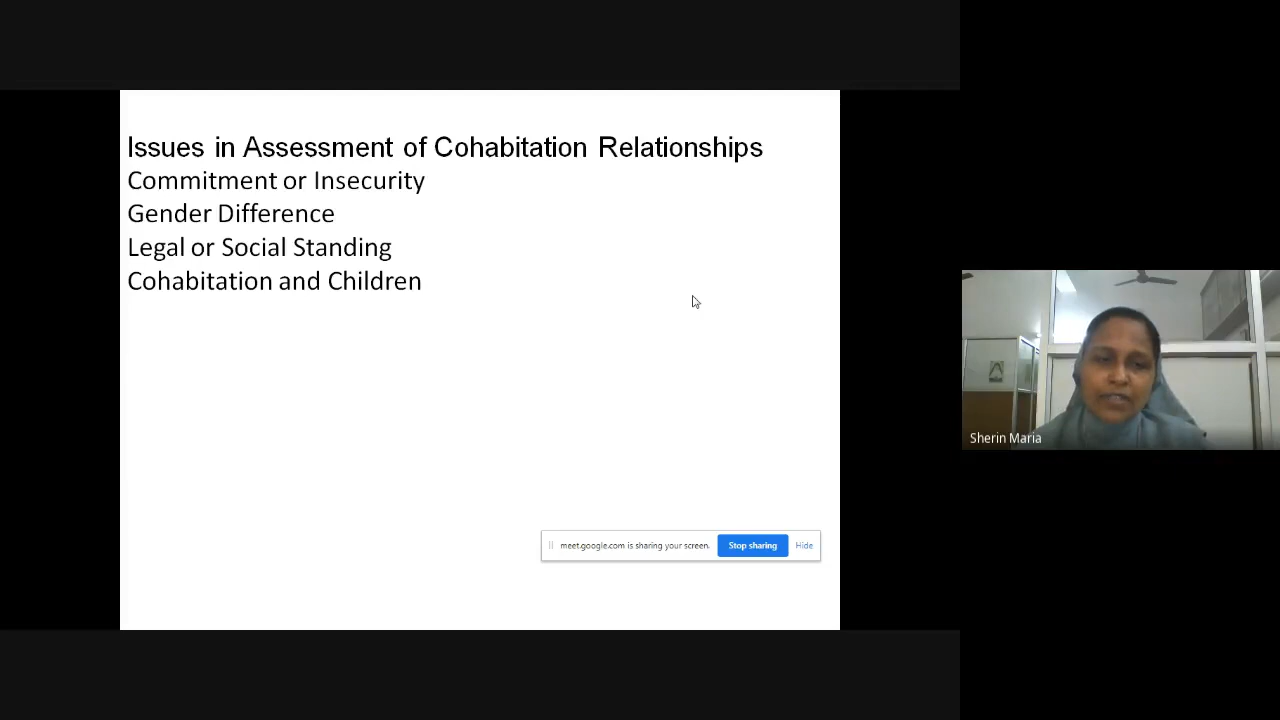 Issues in Assessment of Cohabitation Relationships
Commitment or Insecurity
Gender Difference
Legal or Social Standing
Cohabitation and Children
Sherin Maria
meet.google.com is sharing your screen. Stop sharing Hide